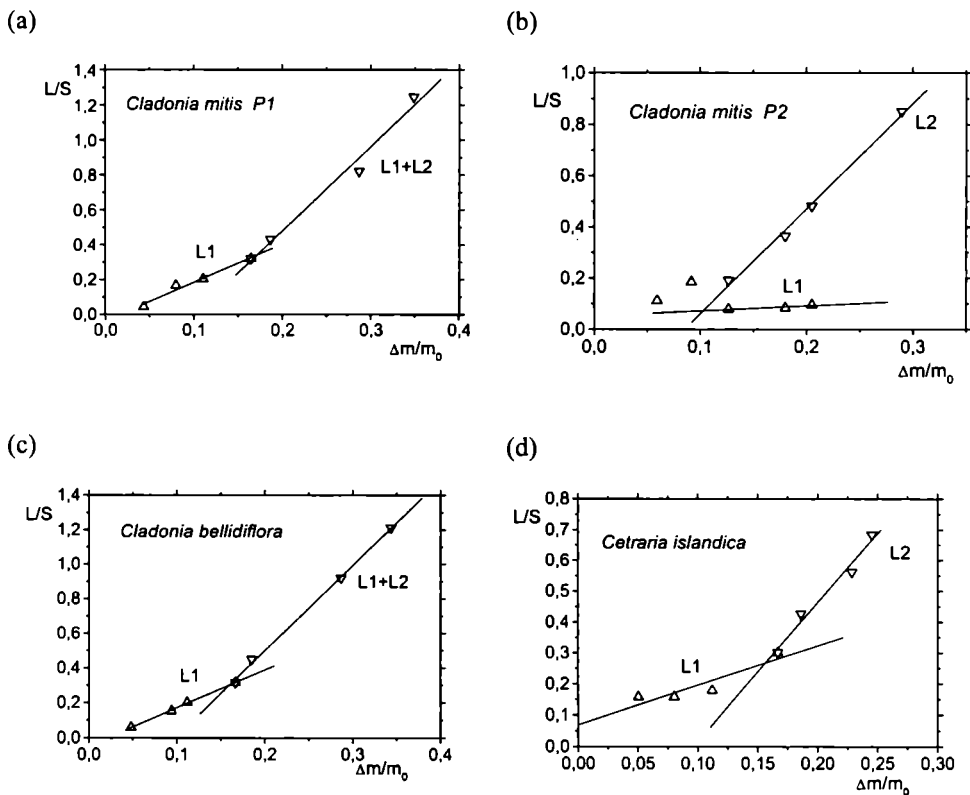 (a)
L/S
1,4
1,2
1,0
0,8
0,6
0,4
0,2
0,0
Cladonia mitis P1
L1+L2
L1
0,0 0,1 0,2 0,3 0,4
Δm/m0
(b)
L/S
1,0
0,8
0,6
0,4
0,2
0,0
Cladonia mitis P2
L2
L1
0,0 0,1 0,2 0,3
Δm/m0
(c)
L/S
1,4
1,2
1,0
0,8
0,6
0,4
0,2
0,0
Cladonia bellidiflora
L1+L2
L1
0,0 0,1 0,2 0,3 0,4
Δm/m0
(d)
L/S
0,8
0,7
0,6
0,5
0,4
0,3
0,2
0,1
0,0
Cetraria islandica
L2
L1
0,00 0,05 0,10 0,15 0,20 0,25 0,30
Δm/m0